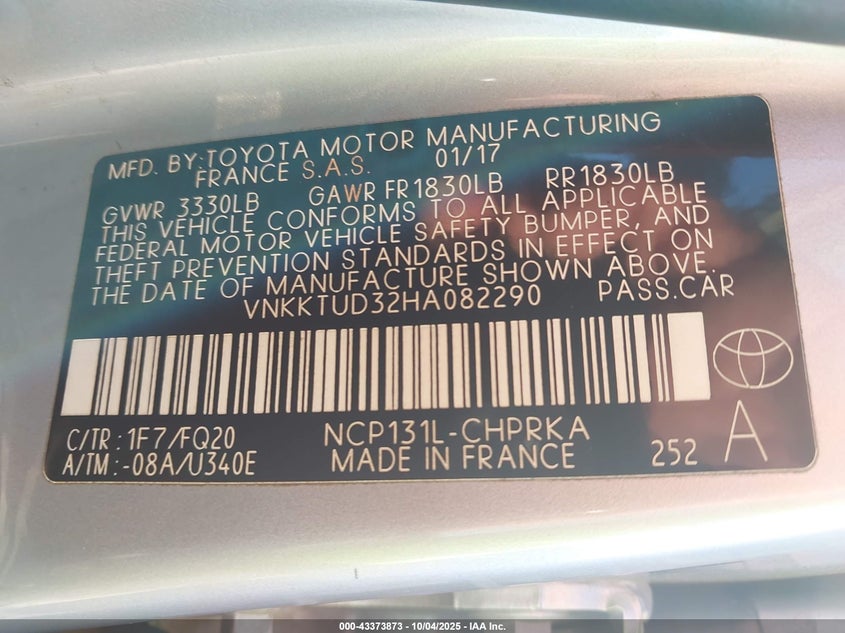 MFD. BY:TOYOTA MOTOR MANUFACTURING
FRANCE S.A.S. 01/17
GVWR 3330LB GAWR FR1830LB RR1830LB
THIS VEHICLE CONFORMS TO ALL APPLICABLE
FEDERAL MOTOR VEHICLE SAFETY BUMPER, AND
THEFT PREVENTION STANDARDS IN EFFECT ON
THE DATE OF MANUFACTURE SHOWN ABOVE.
VNKKTUD32HA082290 PASS.CAR
C/TR: 1F7/FQ20 NCP131L-CHPRKA A
A/TM: -08A/U340E MADE IN FRANCE 252
000-43373873 | 10/04/2025 - IAA Inc.